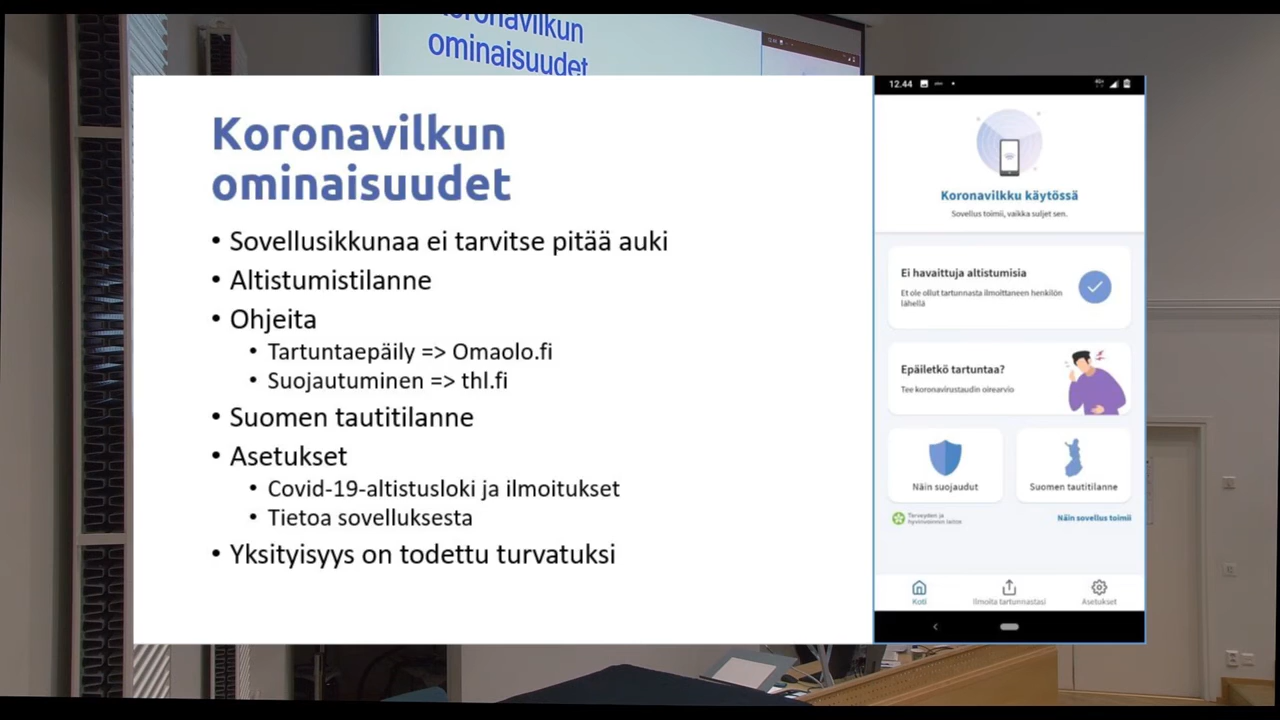 ominaisuudet
Koronavilkun
ominaisuudet
• Sovellusikkunaa ei tarvitse pitää auki
• Altistumistilanne
• Ohjeita
• Tartuntaepäily => Omaolo.fi
• Suojautuminen => thl.fi
• Suomen tautitilanne
• Asetukset
• Covid-19-altistusloki ja ilmoitukset
• Tietoa sovelluksesta
• Yksityisyys on todettu turvatuksi
12.44
Koronavilkku käytössä
Sovellus toimii, vaikka suljet sen.
Ei havaittuja altistumisia
Et ole ollut tartunnasta ilmoittaneen henkilön
lähellä
Epäiletkö tartuntaa?
Tee koronavirustaudin oirearvio
Näin suojaudut
Suomen tautitilanne
Terveyden ja
hyvinvoinnin laitos
Näin sovellus toimii
Koti
Ilmoita tartunnastasi
Asetukset